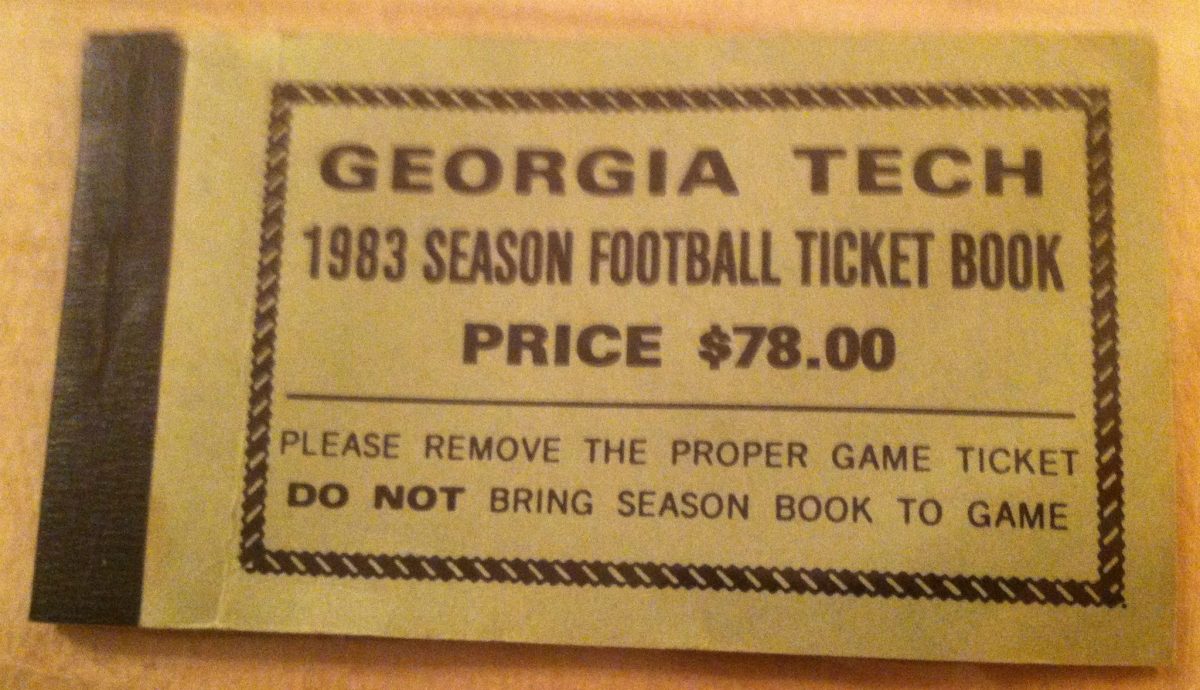 GEORGIA TECH
1983 SEASON FOOTBALL TICKET BOOK
PRICE $78.00
PLEASE REMOVE THE PROPER GAME TICKET
DO NOT BRING SEASON BOOK TO GAME